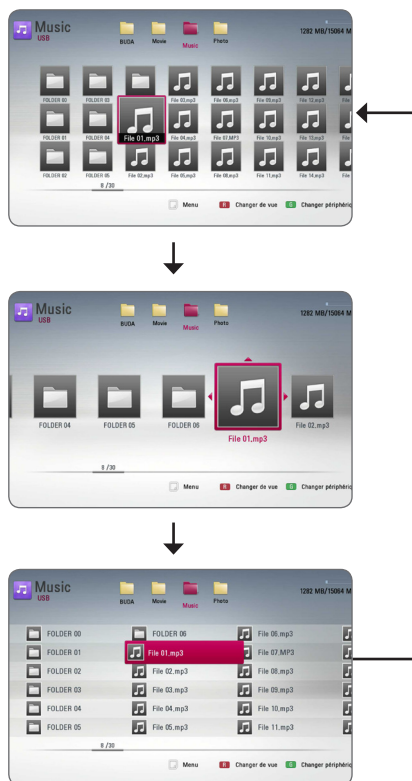 Music
USB
BUDA Movie Music Photo
1282 MB/15064 M
FOLDER 00 FOLDER 03 File 03.mp3 File 06.mp3 File 09.mp3 File 12.mp3 File
FOLDER 01 FOLDER 04 File 01.mp3 File 04.mp3 File 07.MP3 File 10.mp3 File 13.mp3 File
FOLDER 02 FOLDER 05 File 02.mp3 File 05.mp3 File 08.mp3 File 11.mp3 File 14.mp3 File
8 /30
Menu R Changer de vue G Changer périphériq
Music
USB
BUDA Movie Music Photo
1282 MB/15064 M
FOLDER 04 FOLDER 05 FOLDER 06 File 01.mp3 File 02.mp3
8 /30
Menu R Changer de vue G Changer périphériq
Music
USB
BUDA Movie Music Photo
1282 MB/15064 M
FOLDER 00 FOLDER 06 File 06.mp3
FOLDER 01 File 01.mp3 File 07.MP3
FOLDER 02 File 02.mp3 File 08.mp3
FOLDER 03 File 03.mp3 File 09.mp3
FOLDER 04 File 04.mp3 File 10.mp3
FOLDER 05 File 05.mp3 File 11.mp3
8 /30
Menu R Changer de vue G Changer périphériq